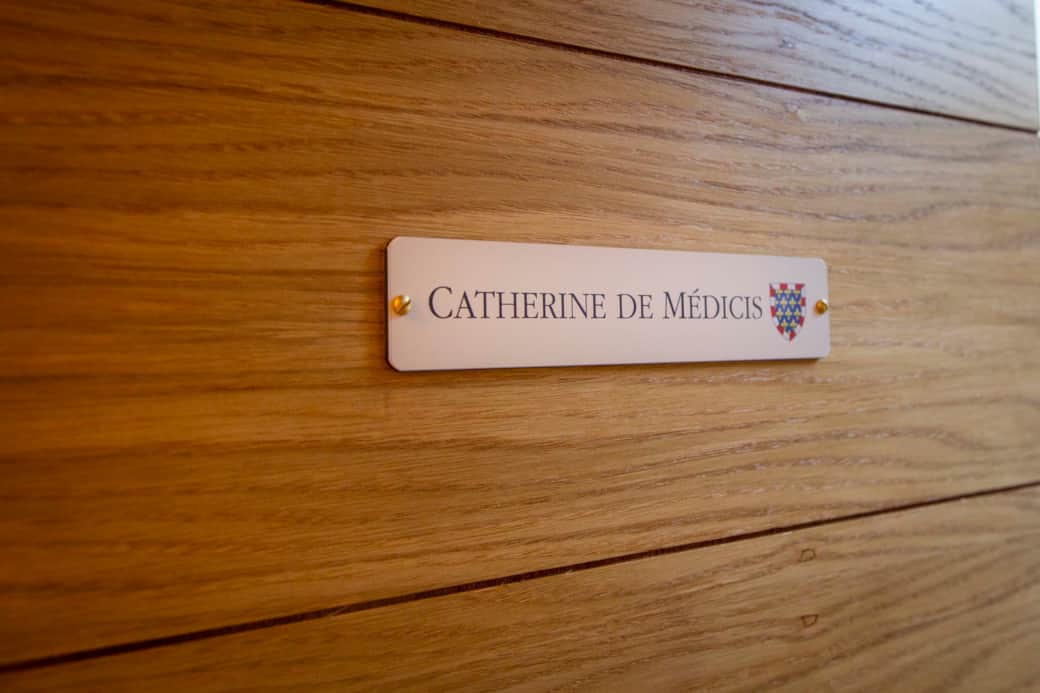 CATHERINE DE MÉDICIS